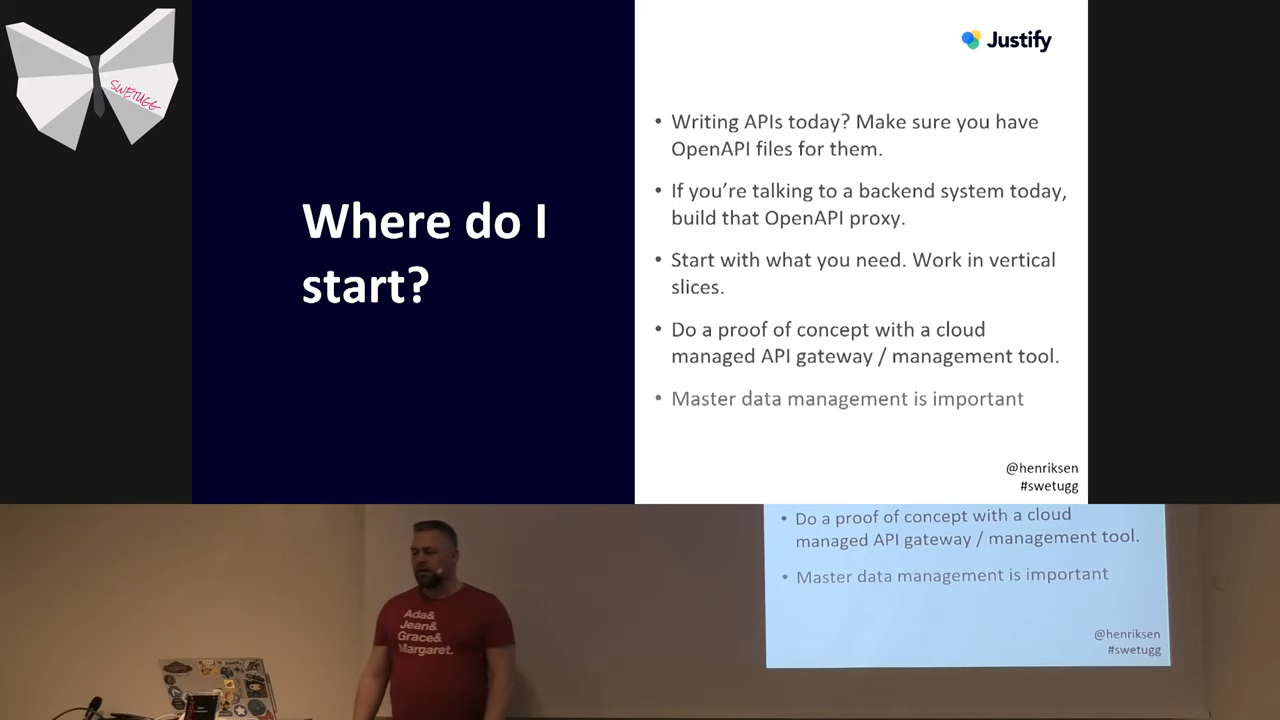 SWETUGG
Justify
Where do I
start?
• Writing APIs today? Make sure you have
OpenAPI files for them.
• If you’re talking to a backend system today,
build that OpenAPI proxy.
• Start with what you need. Work in vertical
slices.
• Do a proof of concept with a cloud
managed API gateway / management tool.
• Master data management is important
@henriksen
#swetugg
• Do a proof of concept with a cloud
managed API gateway / management tool.
• Master data management is important
@henriksen
#swetugg
Ada&
Jean&
Grace&
Margaret.